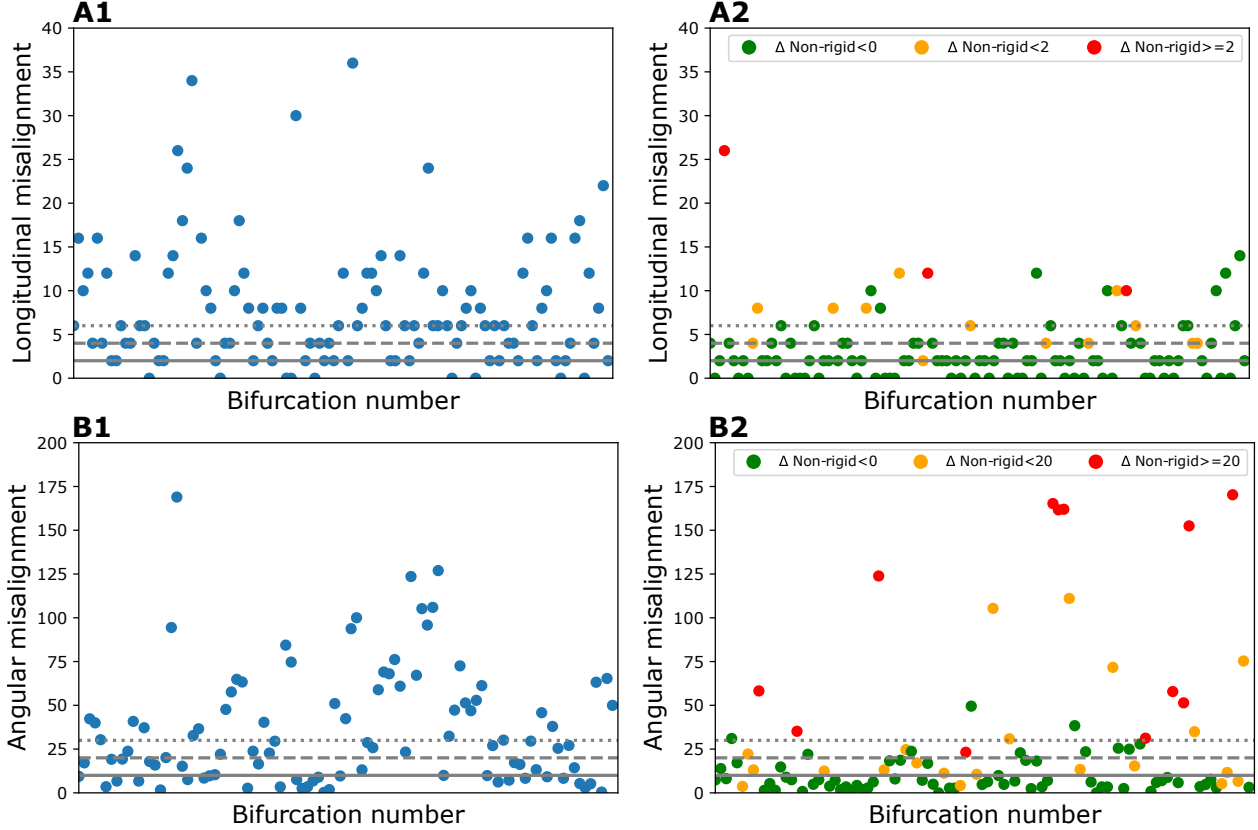 A1
A2
Longitudinal misalignment
40
35
30
25
20
15
10
5
0
Bifurcation number
Longitudinal misalignment
40
35
30
25
20
15
10
5
0
Δ Non-rigid<0
Δ Non-rigid<2
Δ Non-rigid>=2
Bifurcation number
B1
B2
Angular misalignment
200
175
150
125
100
75
50
25
0
Bifurcation number
Angular misalignment
200
175
150
125
100
75
50
25
0
Δ Non-rigid<0
Δ Non-rigid<20
Δ Non-rigid>=20
Bifurcation number